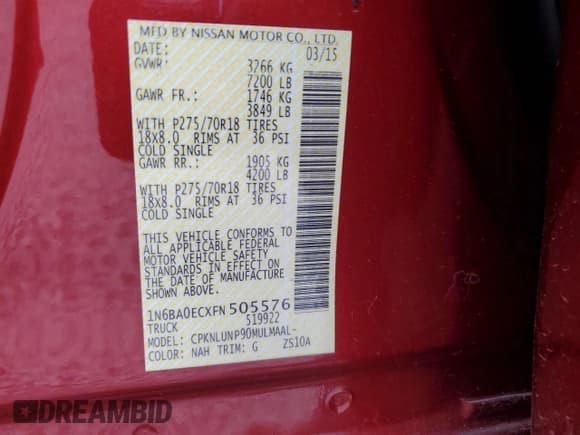 MFD BY NISSAN MOTOR CO., LTD.
DATE: 03/15
GVWR: 3266 KG
7200 LB
GAWR FR.: 1746 KG
3849 LB
WITH P275/70R18 TIRES
18x8.0 RIMS AT 36 PSI
COLD SINGLE
GAWR RR.: 1905 KG
4200 LB
WITH P275/70R18 TIRES
18x8.0 RIMS AT 36 PSI
COLD SINGLE
THIS VEHICLE CONFORMS TO
ALL APPLICABLE FEDERAL
MOTOR VEHICLE SAFETY
STANDARDS IN EFFECT ON
THE DATE OF MANUFACTURE
SHOWN ABOVE.
1N6BA0ECXFN505576
TRUCK 519922
MODEL: CPKNLUNP90MULMAAL-
COLOR: NAH TRIM: G ZS10A
DREAMBID